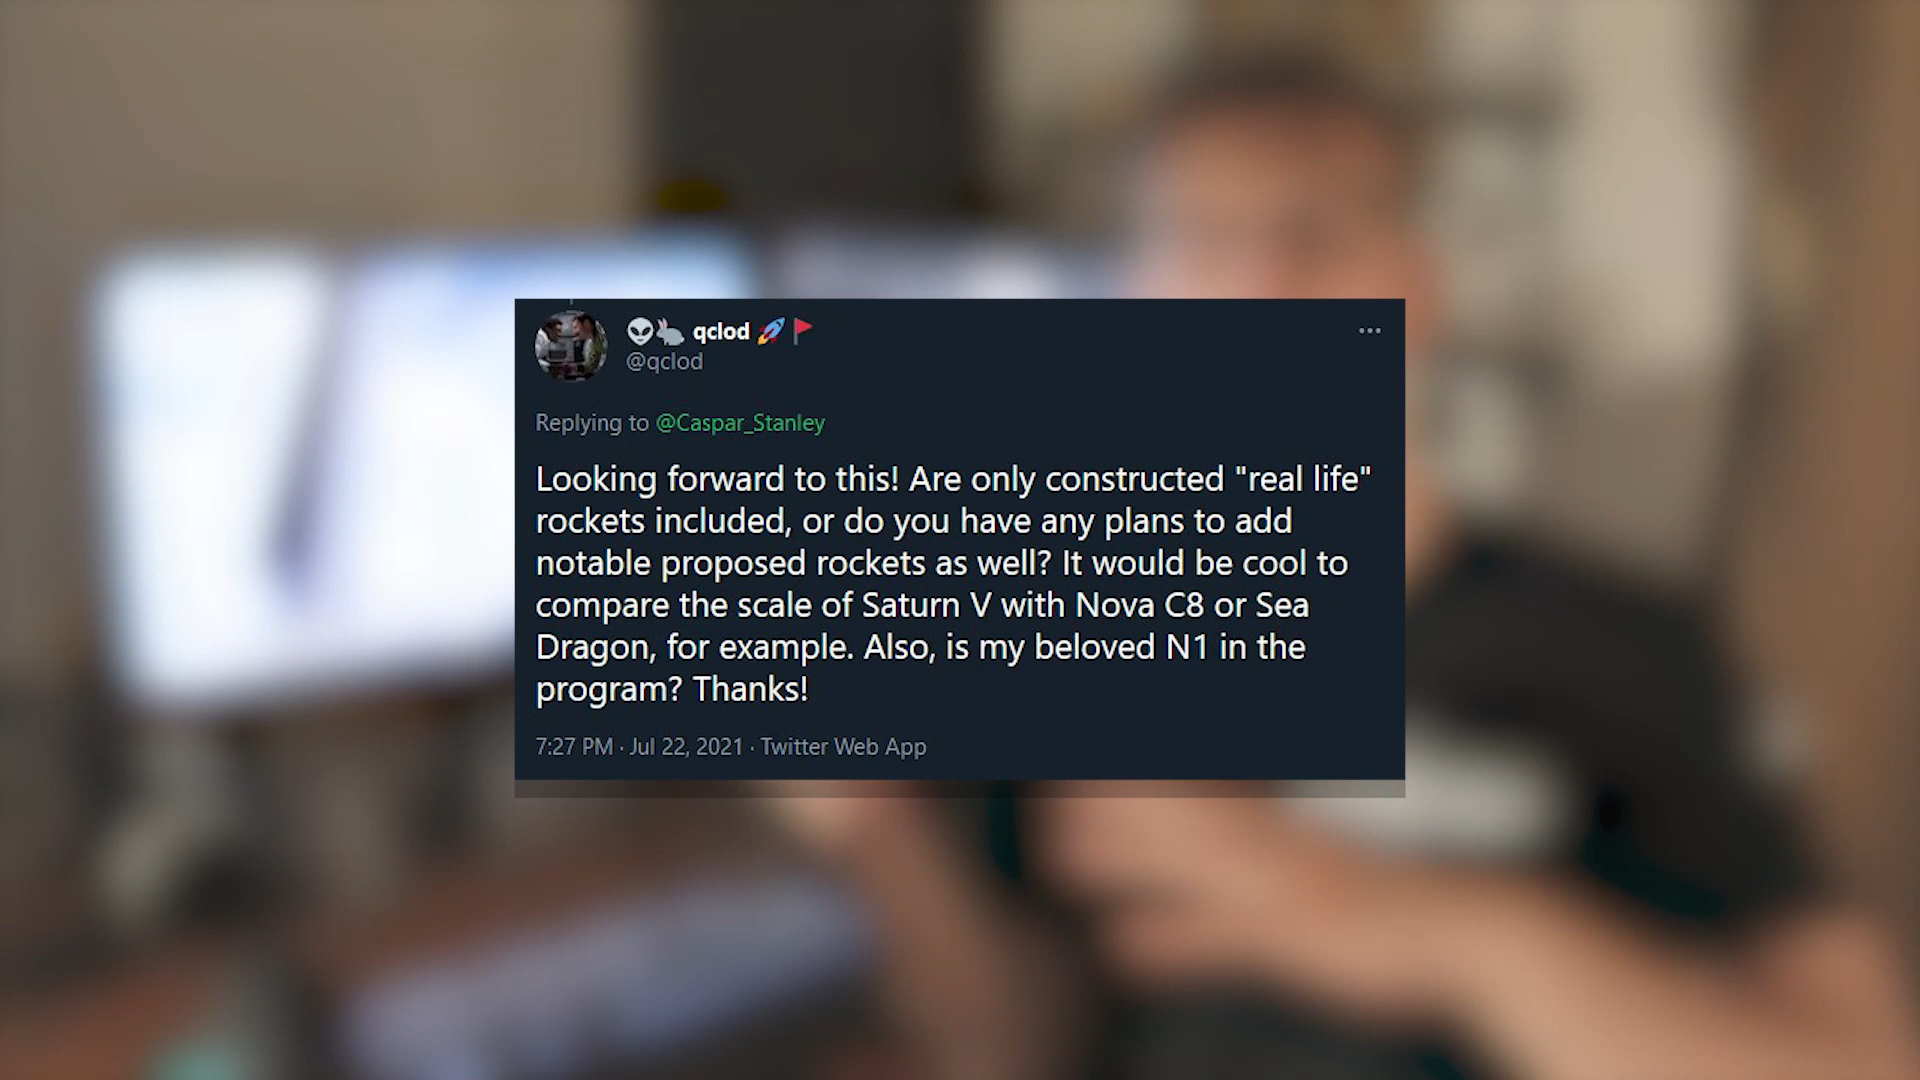 qclod
@qclod
Replying to @Caspar_Stanley
Looking forward to this! Are only constructed "real life"
rockets included, or do you have any plans to add
notable proposed rockets as well? It would be cool to
compare the scale of Saturn V with Nova C8 or Sea
Dragon, for example. Also, is my beloved N1 in the
program? Thanks!
7:27 PM · Jul 22, 2021 · Twitter Web App